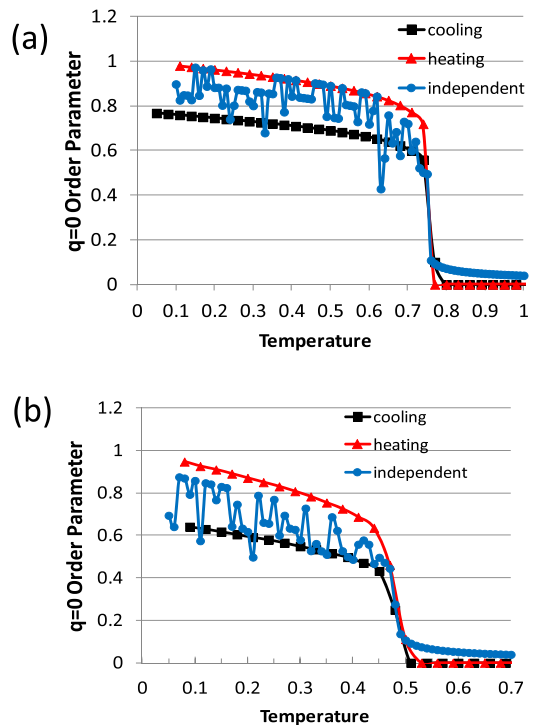 (a)
q=0 Order Parameter
1.2
1
0.8
0.6
0.4
0.2
0
cooling
heating
independent
0 0.1 0.2 0.3 0.4 0.5 0.6 0.7 0.8 0.9 1
Temperature
(b)
q=0 Order Parameter
1.2
1
0.8
0.6
0.4
0.2
0
cooling
heating
independent
0 0.1 0.2 0.3 0.4 0.5 0.6 0.7
Temperature